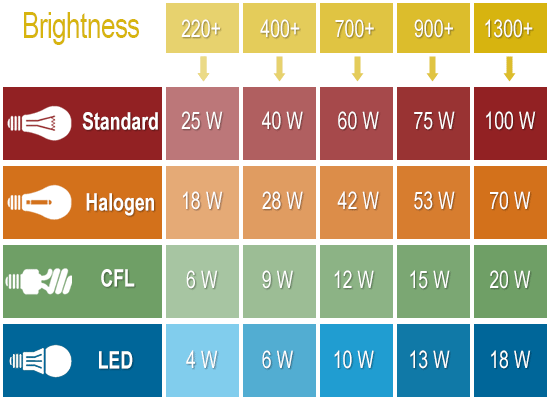 Brightness 220+ 400+ 700+ 900+ 1300+
Standard 25 W 40 W 60 W 75 W 100 W
Halogen 18 W 28 W 42 W 53 W 70 W
CFL 6 W 9 W 12 W 15 W 20 W
LED 4 W 6 W 10 W 13 W 18 W